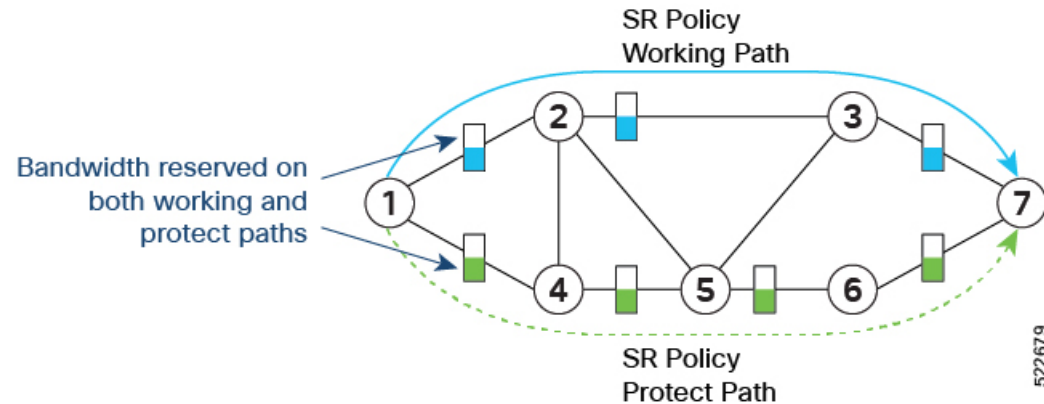 SR Policy
Working Path
2
3
Bandwidth reserved on
both working and
protect paths
1
7
4
5
6
SR Policy
Protect Path
522679